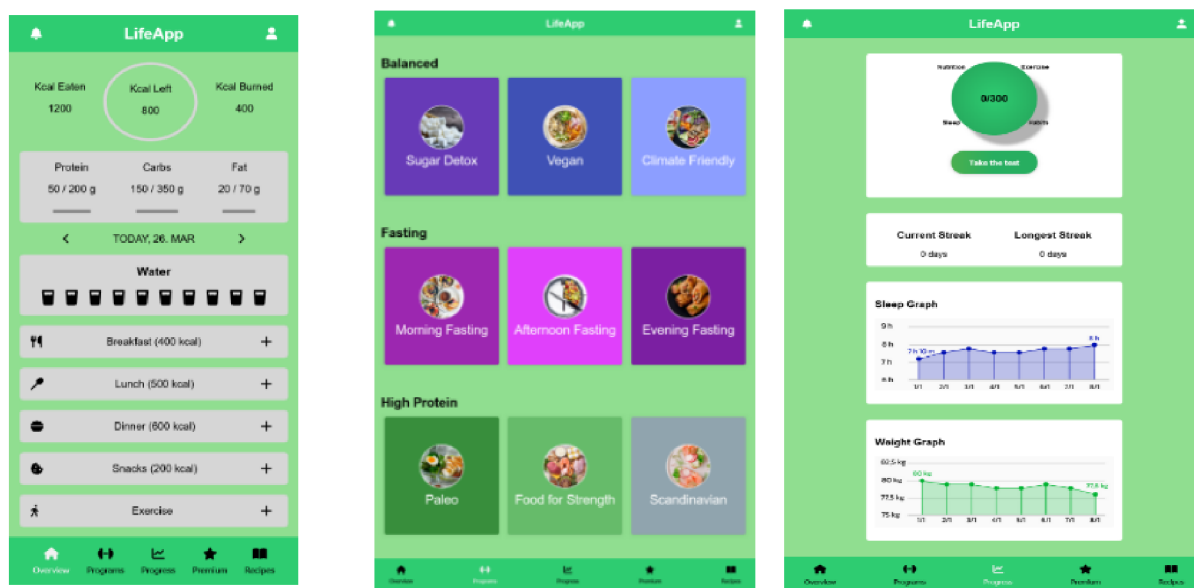 LifeApp
Kcal Eaten
1200
Kcal Left
800
Kcal Burned
400
Protein
50 / 200 g
Carbs
150 / 350 g
Fat
20 / 70 g
TODAY, 26. MAR
Water
Breakfast (400 kcal)
Lunch (500 kcal)
Dinner (600 kcal)
Snacks (200 kcal)
Exercise
Overview Programs Progress Premium Recipes
LifeApp
Balanced
Sugar Detox
Vegan
Climate Friendly
Fasting
Morning Fasting
Afternoon Fasting
Evening Fasting
High Protein
Paleo
Food for Strength
Scandinavian
Overview Programs Progress Premium Recipes
LifeApp
Nutrition Exercise
0/300
Sleep
Take the test
Current Streak Longest Streak
0 days 0 days
Sleep Graph
9 h
8 h
7 h
6 h
7 h 10 m
8 h
1/1 2/1 3/1 4/1 5/1 6/1 7/1 8/1
Weight Graph
82.5 kg
80 kg
77.5 kg
75 kg
80 kg
77.5 kg
1/1 2/1 3/1 4/1 5/1 6/1 7/1 8/1
Overview Programs Progress Premium Recipes